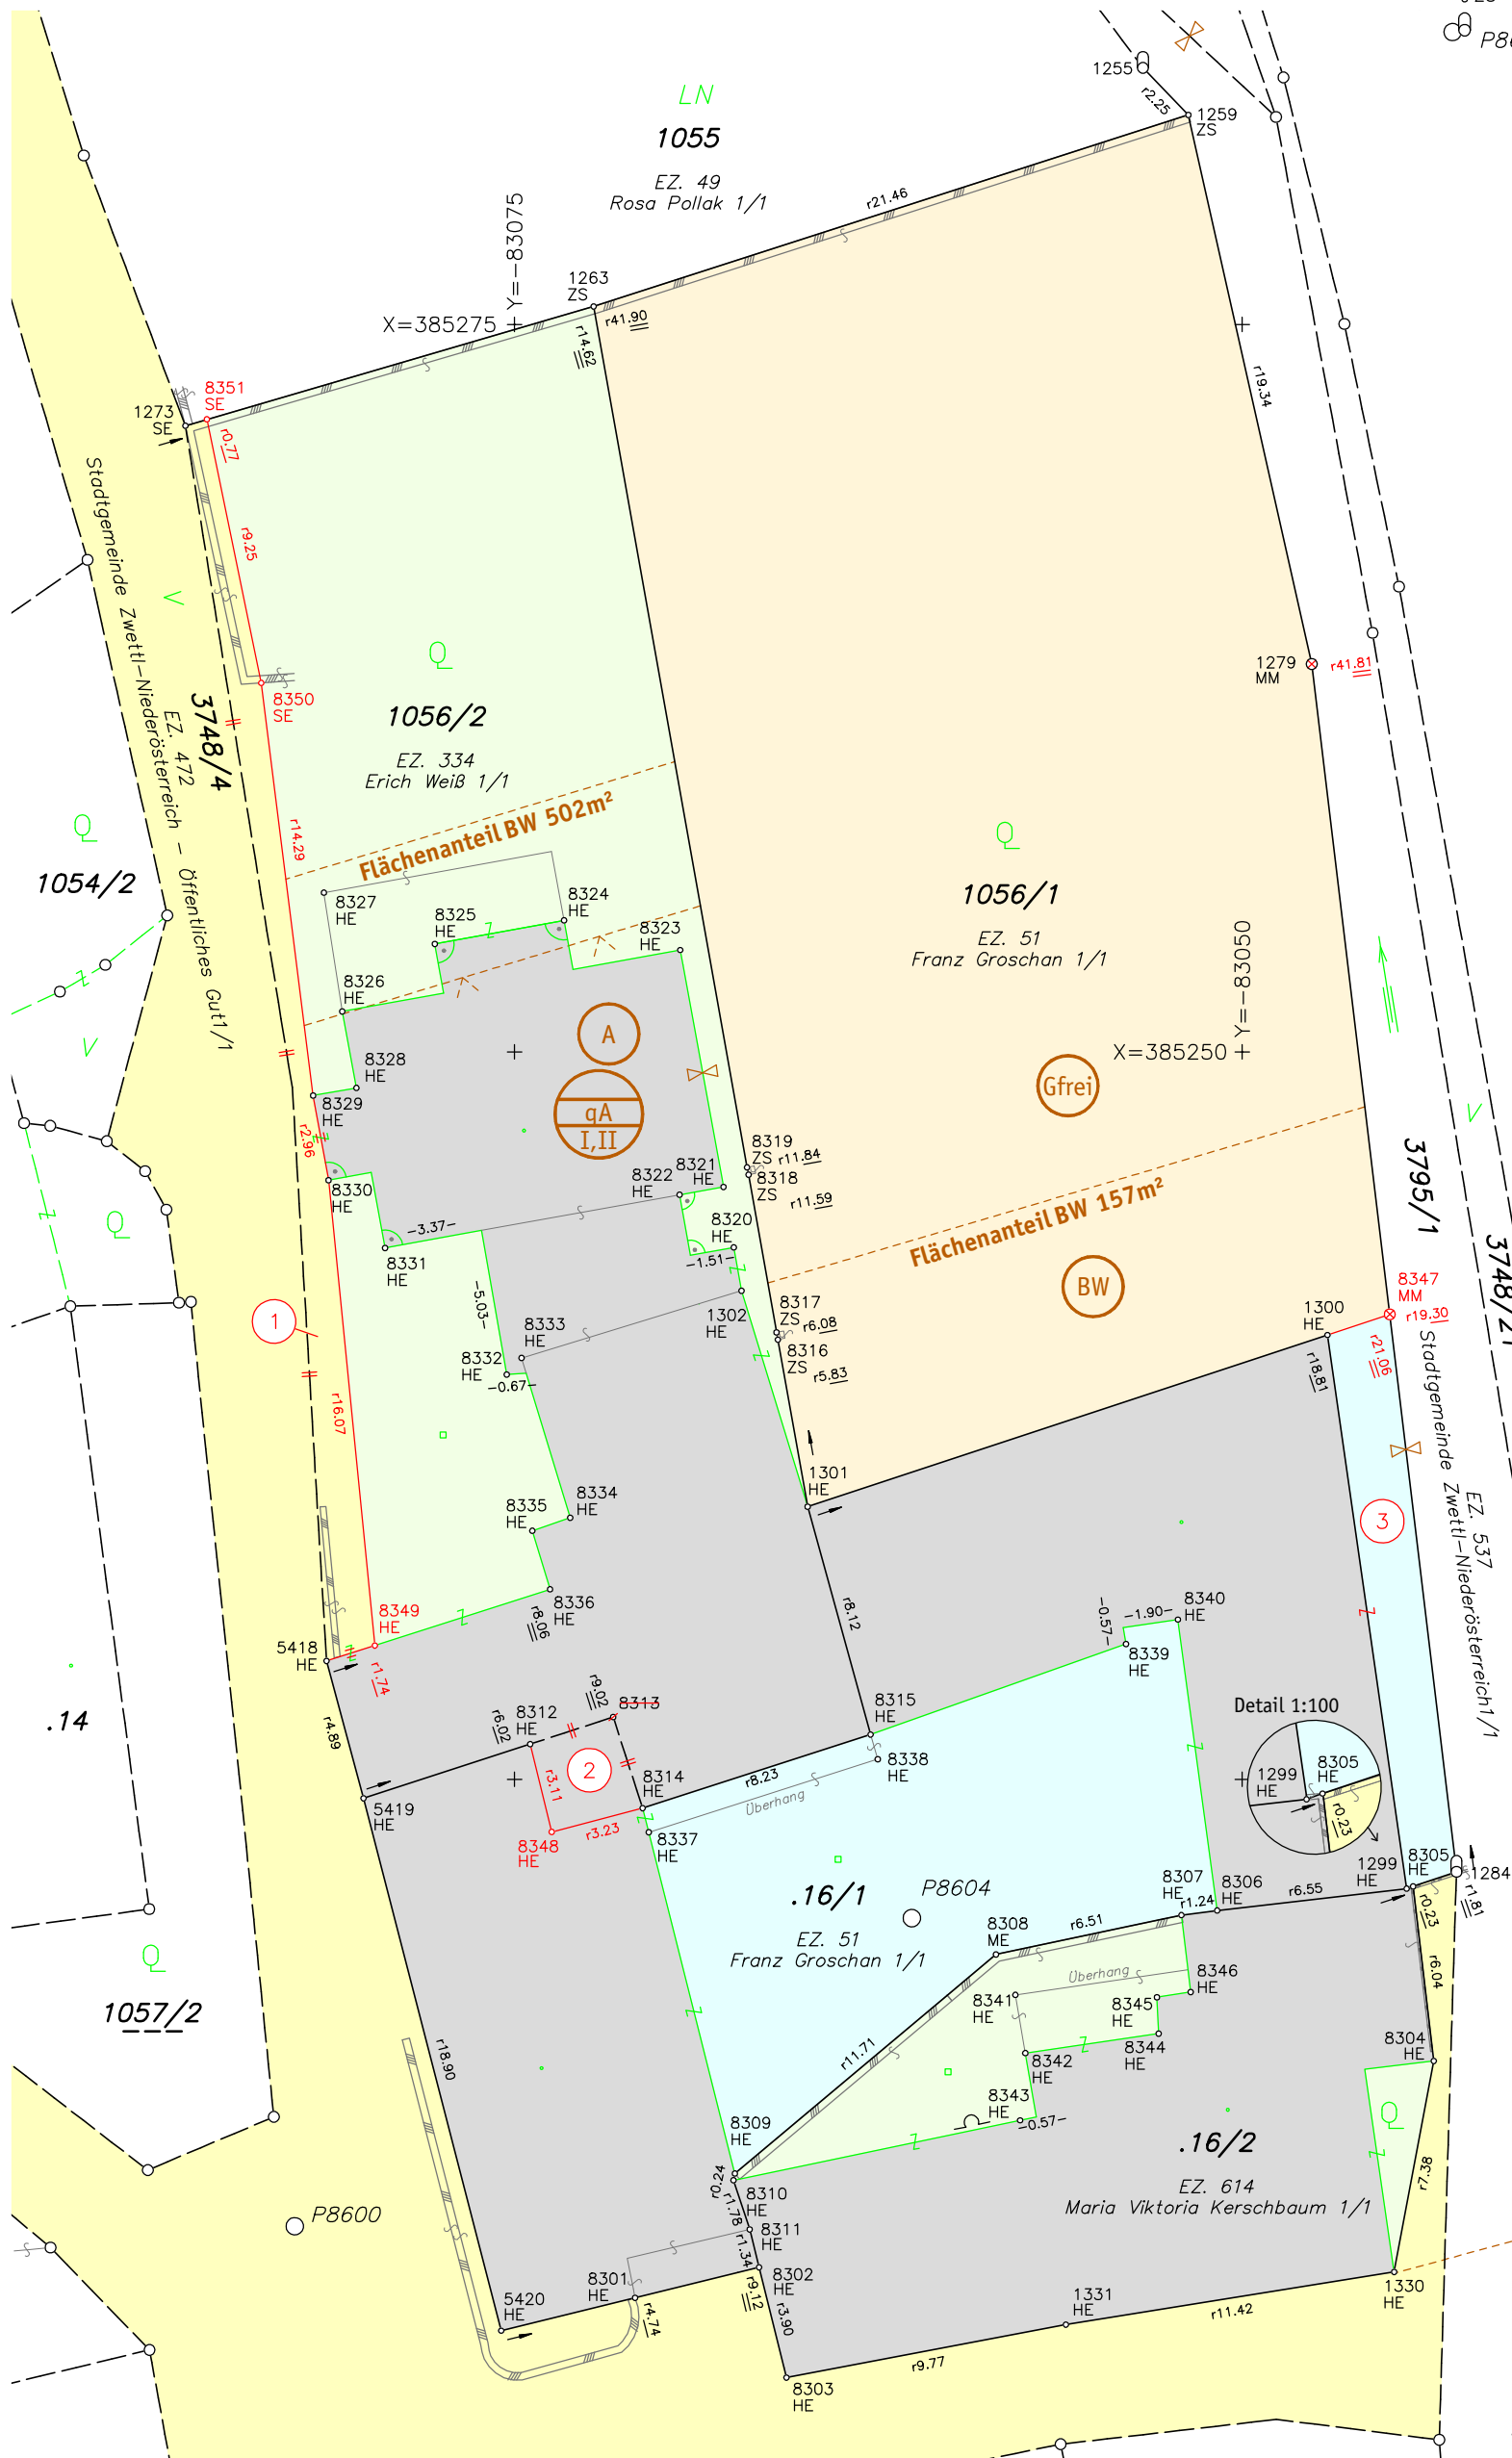 1255
r2.25
1259
ZS
LN
1055
EZ. 49
Rosa Pollak 1/1
r21.46
Y=-83075
1263
ZS
X=385275
r41.90
r14.62
8351
SE
1273
SE
r0.77
r19.34
r9.25
Stadtgemeinde Zwettl-Niederösterreich - Öffentliches Gut1/1
EZ. 472
3748/4
V
Q
8350
SE
1056/2
EZ. 334
Erich Weiß 1/1
1279
MM
r41.81
r14.29
Flächenanteil BW 502m²
Q
1054/2
Q
1056/1
EZ. 51
Franz Groschan 1/1
8327
HE
8325
HE
8324
HE
8323
HE
8326
HE
Y=-83050
X=385250
V
A
qA
I,II
Gfrei
8328
HE
8329
HE
r2.96
V
3795/1
8319
ZS
r11.84
8318
ZS
r11.59
8322
HE
8321
HE
8330
HE
Q
-3.37-
8331
HE
8320
HE
-1.51-
Flächenanteil BW 157m²
BW
3748/21
8347
MM
r19.30
1
-5.03-
8333
HE
1302
HE
8317
ZS
r6.08
8316
ZS
r5.83
1300
HE
r18.81
r21.06
8332
HE
-0.67-
r16.07
Stadtgemeinde Zwettl-Niederösterreich1/1
EZ. 537
1301
HE
3
8335
HE
8334
HE
8336
HE
r8.06
8349
HE
5418
HE
r1.74
r8.12
-0.57-
-1.90-
8340
HE
8339
HE
.14
r4.89
r6.02
8312
HE
r9.02
8313
8315
HE
Detail 1:100
2
r3.11
8314
HE
r8.23
8338
HE
Überhang
1299
HE
8305
HE
r0.23
5419
HE
8348
HE
r3.23
8337
HE
8305
HE
1299
HE
1284
r1.81
r0.23
.16/1
P8604
8307
HE
r1.24
8306
HE
r6.55
EZ. 51
Franz Groschan 1/1
8308
ME
r6.51
Q
1057/2
Überhang
8346
HE
8341
HE
8345
HE
r6.04
r18.90
r11.71
8342
HE
8344
HE
8304
HE
8343
HE
-0.57-
Q
8309
HE
.16/2
r0.24
8310
HE
r1.78
EZ. 614
Maria Viktoria Kerschbaum 1/1
r7.38
P8600
8311
HE
r1.34
8301
HE
8302
HE
r9.12
r4.74
r3.90
5420
HE
1331
HE
1330
HE
r11.42
r9.77
8303
HE